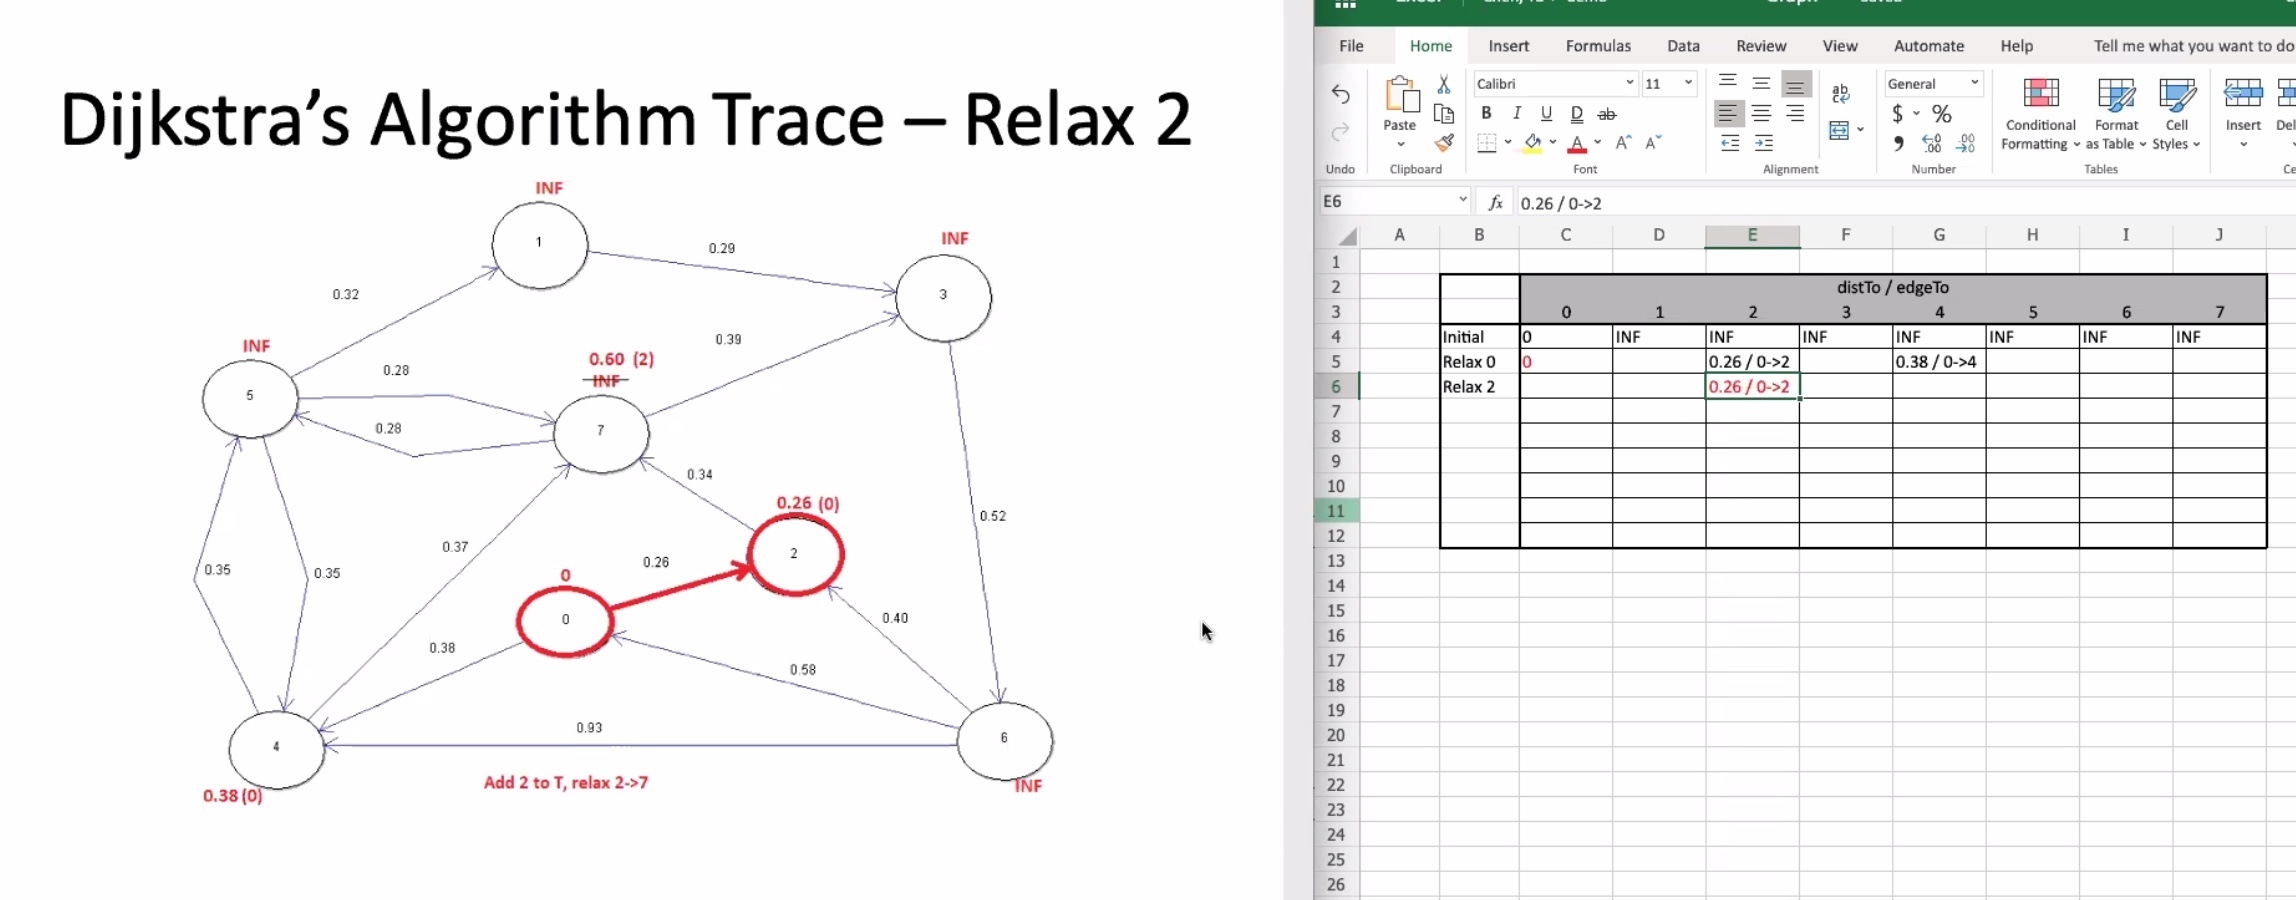 Dijkstra's Algorithm Trace – Relax 2
INF
1
0.29
INF
3
0.32
0.39
INF
0.60 (2)
INF
0.28
5
7
0.28
0.34
0.26 (0)
0.52
2
0.37
0.26
0.35
0.35
0
0
0.40
0.38
0.58
0.93
4
6
Add 2 to T, relax 2->7
0.38 (0)
INF
File Home Insert Formulas Data Review View Automate Help Tell me what you want to do
Calibri 11 General
Paste
B I U D ab
ab
$ %
A A A
Conditional Formatting
Format as Table
Cell Styles
Insert
Undo Clipboard Font Alignment Number Tables
E6 fx 0.26 / 0->2
A B C D E F G H I J
1
2 distTo / edgeTo
3 0 1 2 3 4 5 6 7
4 Initial 0 INF INF INF INF INF INF INF
5 Relax 0 0 0.26 / 0->2 0.38 / 0->4
6 Relax 2 0.26 / 0->2
7
8
9
10
11
12
13
14
15
16
17
18
19
20
21
22
23
24
25
26